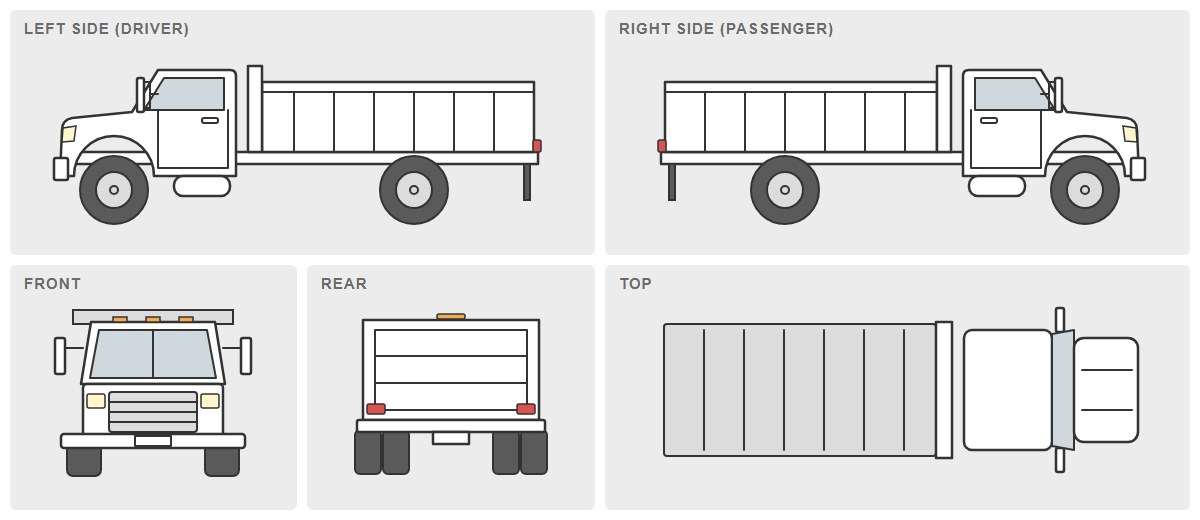 LEFT SIDE (DRIVER)
RIGHT SIDE (PASSENGER)
FRONT
REAR
TOP